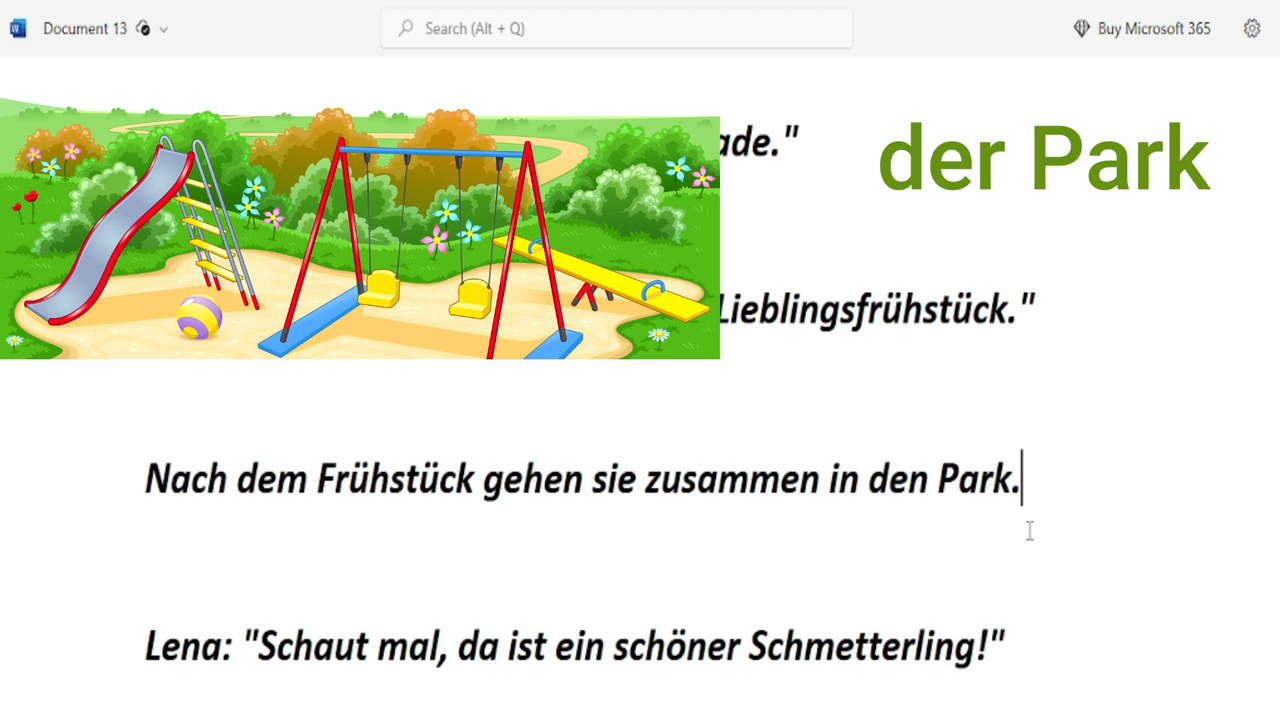 Document 13
Search (Alt + Q)
Buy Microsoft 365
ade."
der Park
Lieblingsfrühstück."
Nach dem Frühstück gehen sie zusammen in den Park.
Lena: "Schaut mal, da ist ein schöner Schmetterling!"